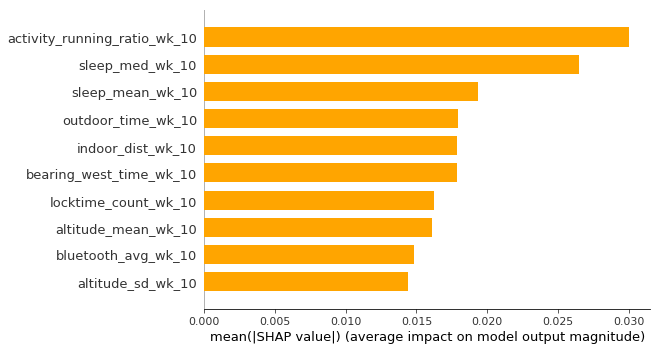 activity_running_ratio_wk_10
sleep_med_wk_10
sleep_mean_wk_10
outdoor_time_wk_10
indoor_dist_wk_10
bearing_west_time_wk_10
locktime_count_wk_10
altitude_mean_wk_10
bluetooth_avg_wk_10
altitude_sd_wk_10
0.000 0.005 0.010 0.015 0.020 0.025 0.030
mean(|SHAP value|) (average impact on model output magnitude)